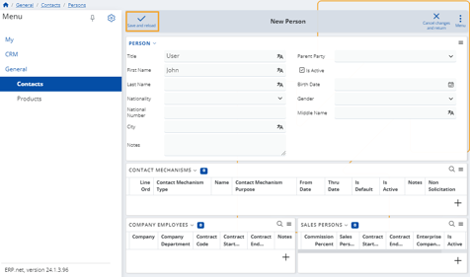 / General / Contacts / Persons
Menu
Save and reload
New Person
Cancel changes and return
Menu
My
CRM
General
Contacts
Products
PERSON
Title User
Parent Party
First Name John
Is Active
Last Name
Birth Date
Nationality
Gender
National Number
Middle Name
City
Notes
CONTACT MECHANISMS
Line Ord Contact Mechanism Type Name Contact Mechanism Purpose From Date Thru Date Is Default Is Active Notes Non Solicitation
COMPANY EMPLOYEES
Company Company Department Contract Code Contract Start... Contract End... Notes
SALES PERSONS
Commission Percent Sales Pers... Contract Start... Contract End... Enterprise Compan...
ERP.net, version 24.1.3.96